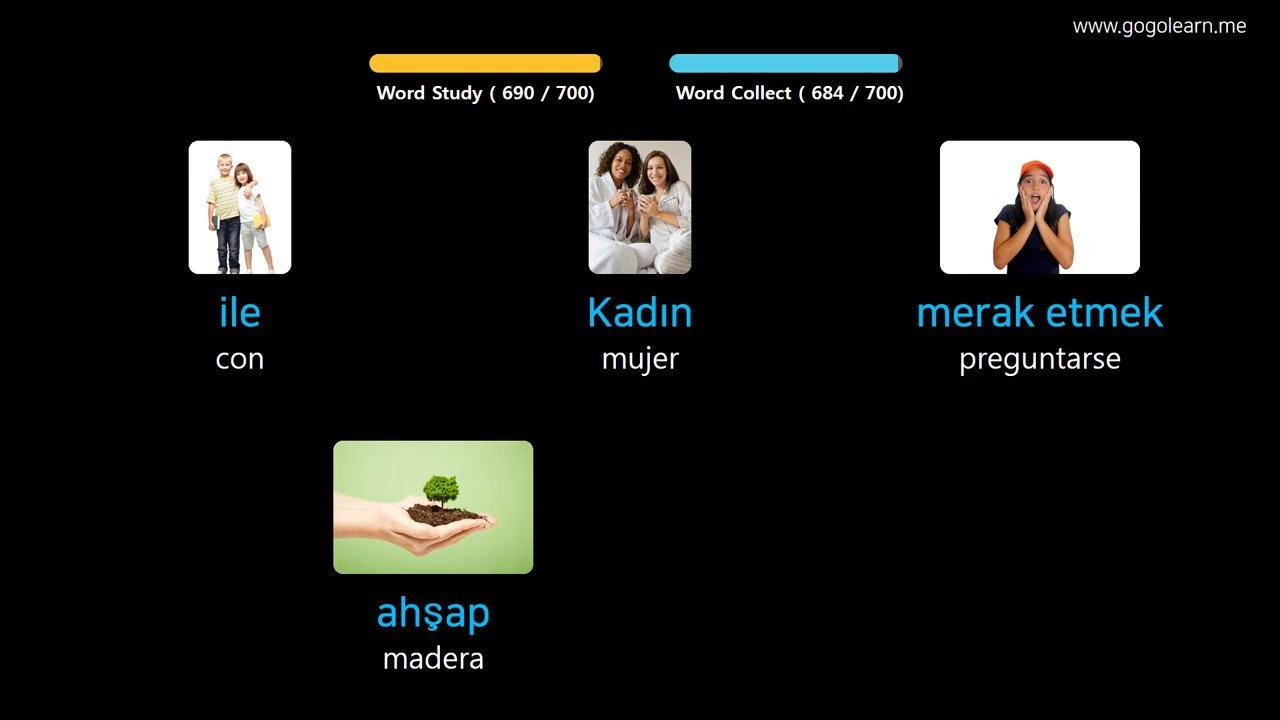 www.gogolearn.me
Word Study ( 690 / 700)
Word Collect ( 684 / 700)
ile
con
Kadın
mujer
merak etmek
preguntarse
ahşap
madera